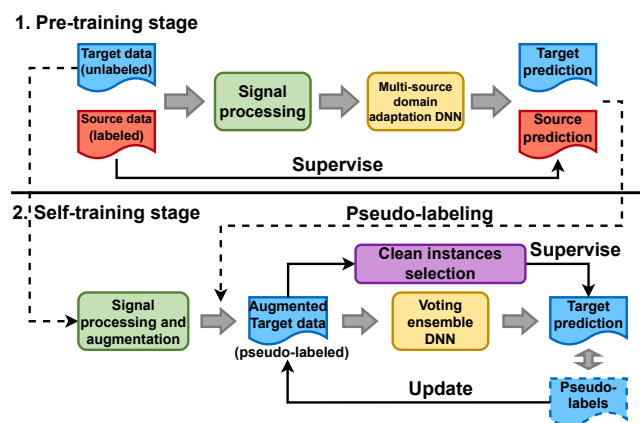 1. Pre-training stage
Target data
(unlabeled)
Signal
processing
Multi-source
domain
adaptation DNN
Target
prediction
Source data
(labeled)
Source
prediction
Supervise
2. Self-training stage
Pseudo-labeling
Clean instances
selection
Supervise
Signal
processing and
augmentation
Augmented
Target data
(pseudo-labeled)
Voting
ensemble
DNN
Target
prediction
Update
Pseudo-
labels